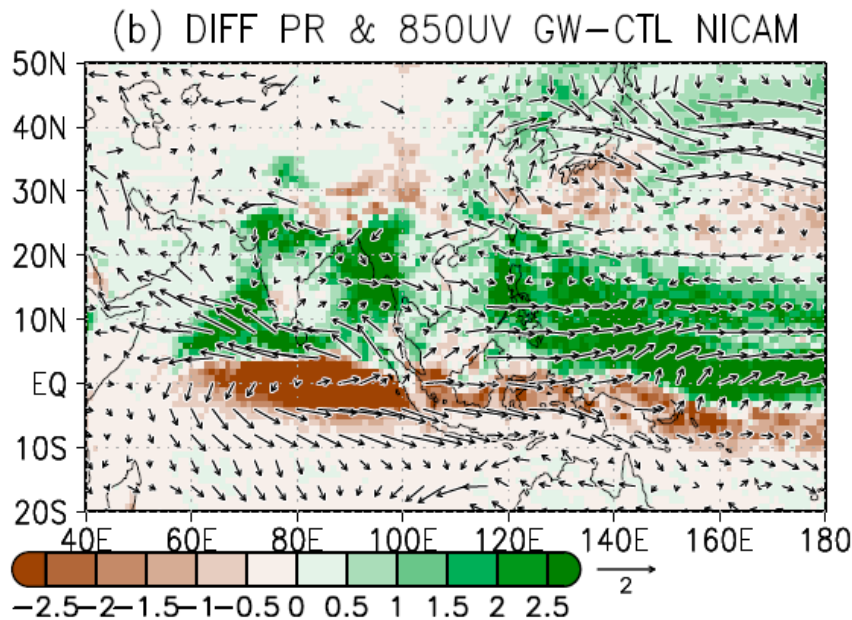 (b) DIFF PR & 850UV GW−CTL NICAM
50N
40N
30N
20N
10N
EQ
10S
20S
40E 60E 80E 100E 120E 140E 160E 180
−2.5−2−1.5−1−0.5 0 0.5 1 1.5 2 2.5
2